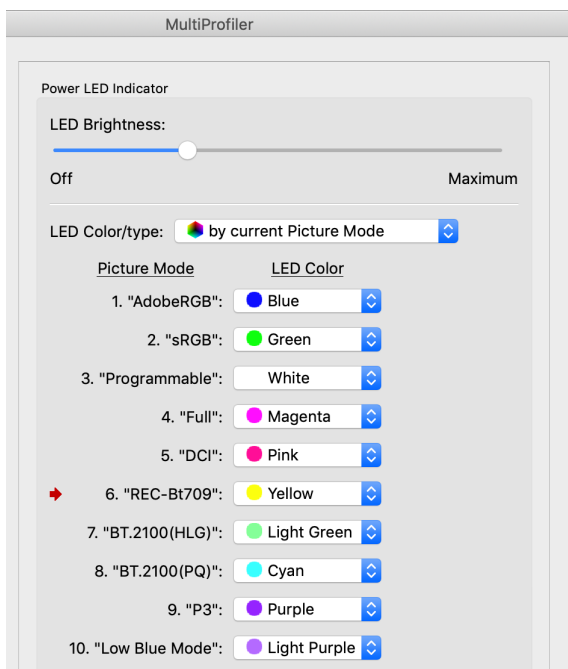 MultiProfiler
Power LED Indicator
LED Brightness:
Off Maximum
LED Color/type: by current Picture Mode
Picture Mode LED Color
1. "AdobeRGB": Blue
2. "sRGB": Green
3. "Programmable": White
4. "Full": Magenta
5. "DCI": Pink
6. "REC-Bt709": Yellow
7. "BT.2100(HLG)": Light Green
8. "BT.2100(PQ)": Cyan
9. "P3": Purple
10. "Low Blue Mode": Light Purple